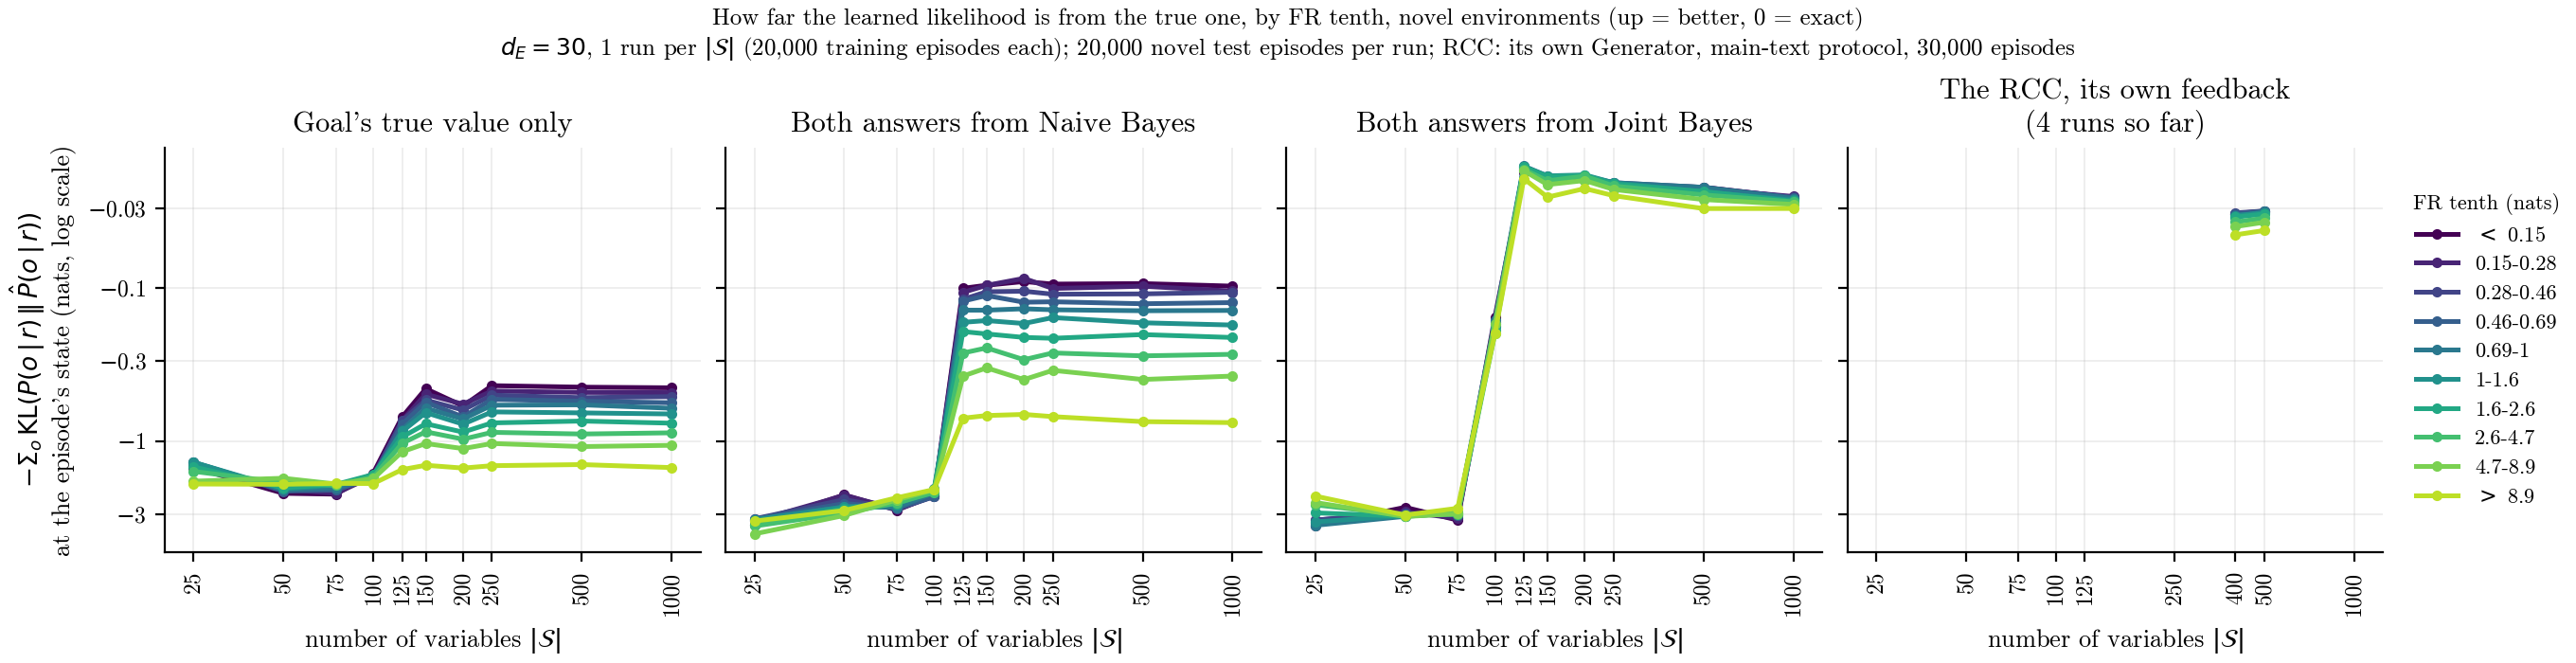 How far the learned likelihood is from the true one, by FR tenth, novel environments (up = better, 0 = exact)
d_E = 30, 1 run per |𝒮| (20,000 training episodes each); 20,000 novel test episodes per run; RCC: its own Generator, main-text protocol, 30,000 episodes
−Σ_o KL(P(o | r) ‖ P̂(o | r))
at the episode's state (nats, log scale)
Goal's true value only
−0.03
−0.1
−0.3
−1
−3
25 50 75 100 125 150 200 250 500 1000
number of variables |𝒮|
Both answers from Naive Bayes
25 50 75 100 125 150 200 250 500 1000
number of variables |𝒮|
Both answers from Joint Bayes
25 50 75 100 125 150 200 250 500 1000
number of variables |𝒮|
The RCC, its own feedback
(4 runs so far)
25 50 75 100 125 250 400 500 1000
number of variables |𝒮|
FR tenth (nats)
< 0.15
0.15-0.28
0.28-0.46
0.46-0.69
0.69-1
1-1.6
1.6-2.6
2.6-4.7
4.7-8.9
> 8.9